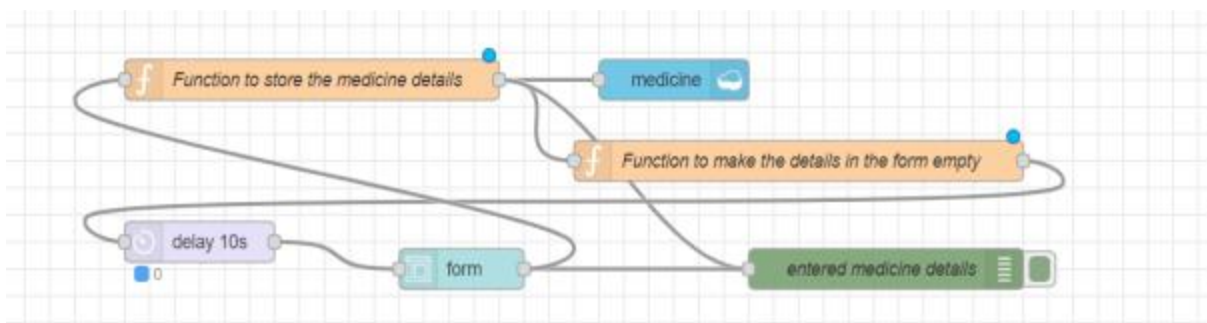 Function to store the medicine details
medicine
Function to make the details in the form empty
delay 10s
0
form
entered medicine details